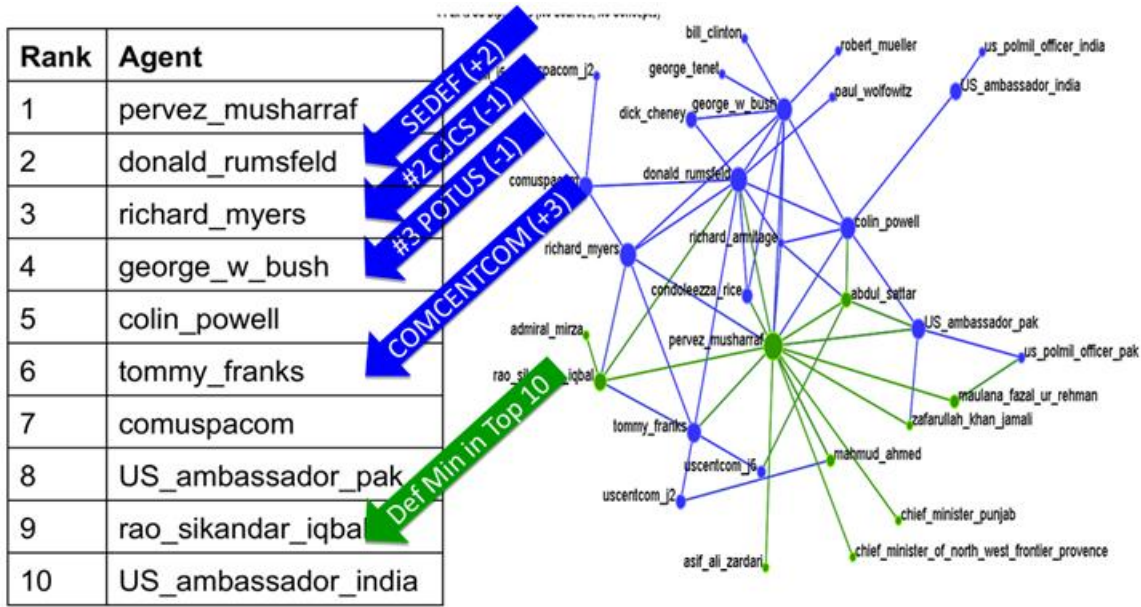 Rank Agent
1 pervez_musharraf
2 donald_rumsfeld
3 richard_myers
4 george_w_bush
5 colin_powell
6 tommy_franks
7 comuspacom
8 US_ambassador_pak
9 rao_sikandar_iqbal
10 US_ambassador_india
SEDEF (+2)
#2 CJCS (-1)
#3 POTUS (-1)
COMCENTCOM (+3)
Def Min in Top 10
bill_clinton
robert_mueller
us_polmil_officer_india
george_tenet
US_ambassador_india
paul_wolfowitz
george_w_bush
dick_cheney
donald_rumsfeld
colin_powell
richard_armitage
richard_myers
condoleezza_rice
abdul_sattar
US_ambassador_pak
admiral_mirza
pervez_musharraf
us_polmil_officer_pak
maulana_fazal_ur_rehman
zafarullah_khan_jamali
tommy_franks
mahmud_ahmed
uscentcom_j6
uscentcom_j2
chief_minister_punjab
chief_minister_of_north_west_frontier_provence
asif_ali_zardari